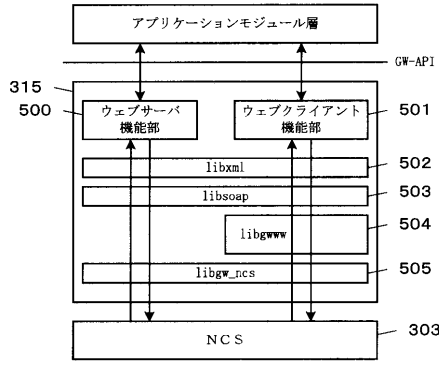 アプリケーションモジュール層
GW-API
315
500
ウェブサーバ
機能部
ウェブクライアント
機能部
501
libxml
502
libsoap
503
libgwww
504
libgw_ncs
505
NCS
303